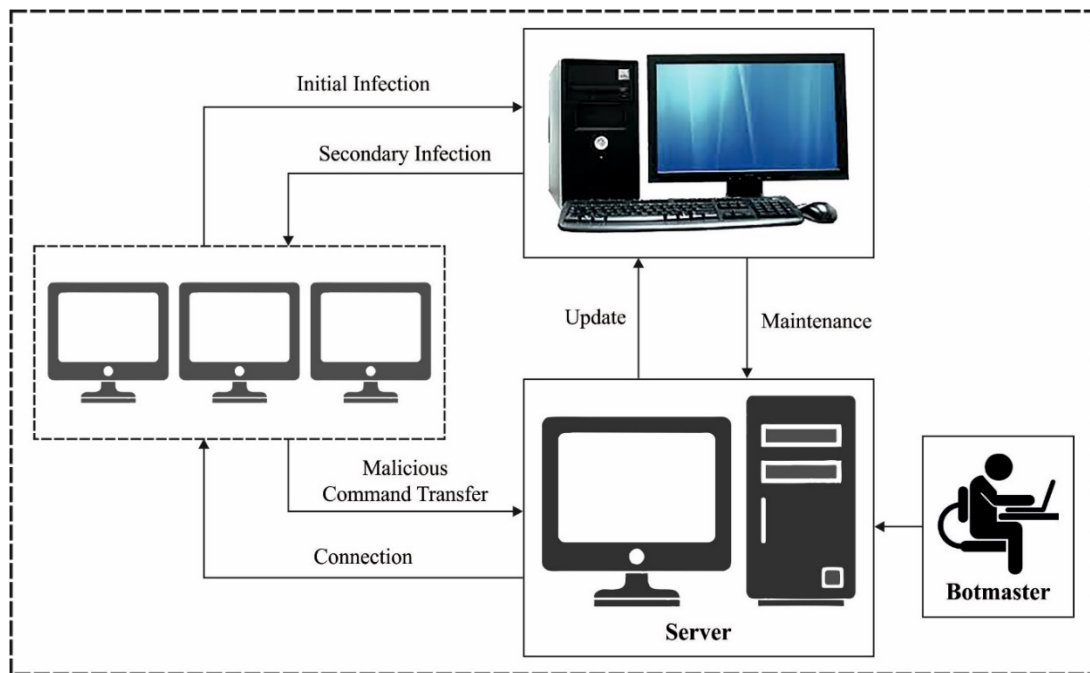 Initial Infection
Secondary Infection
Update
Maintenance
Malicious
Command Transfer
Connection
Server
Botmaster